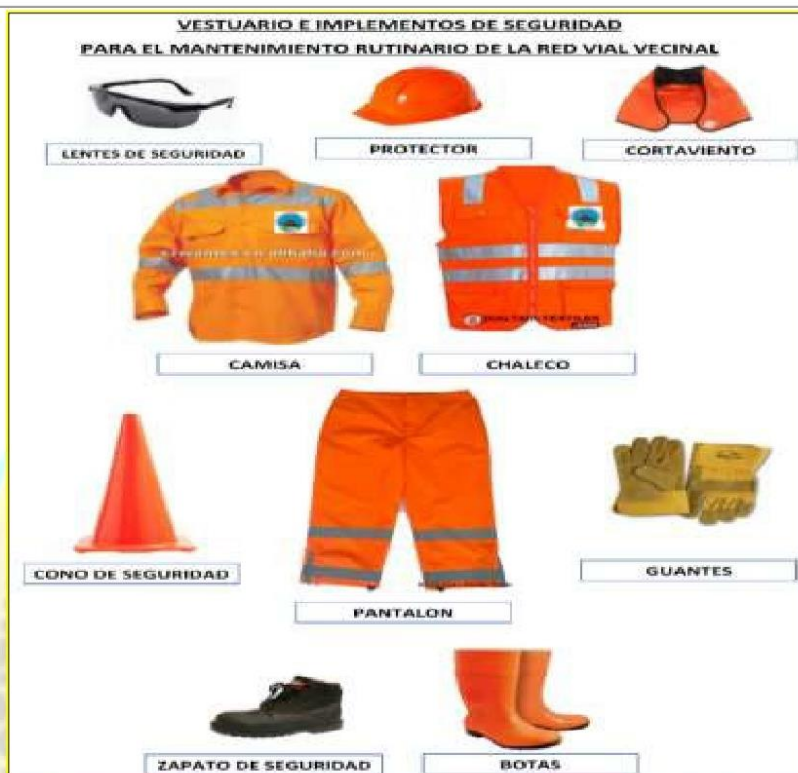 VESTUARIO E IMPLEMENTOS DE SEGURIDAD
PARA EL MANTENIMIENTO RUTINARIO DE LA RED VIAL VECINAL
LENTES DE SEGURIDAD
PROTECTOR
CORTAVIENTO
CAMISA
CHALECO
CONO DE SEGURIDAD
GUANTES
PANTALON
ZAPATO DE SEGURIDAD
BOTAS